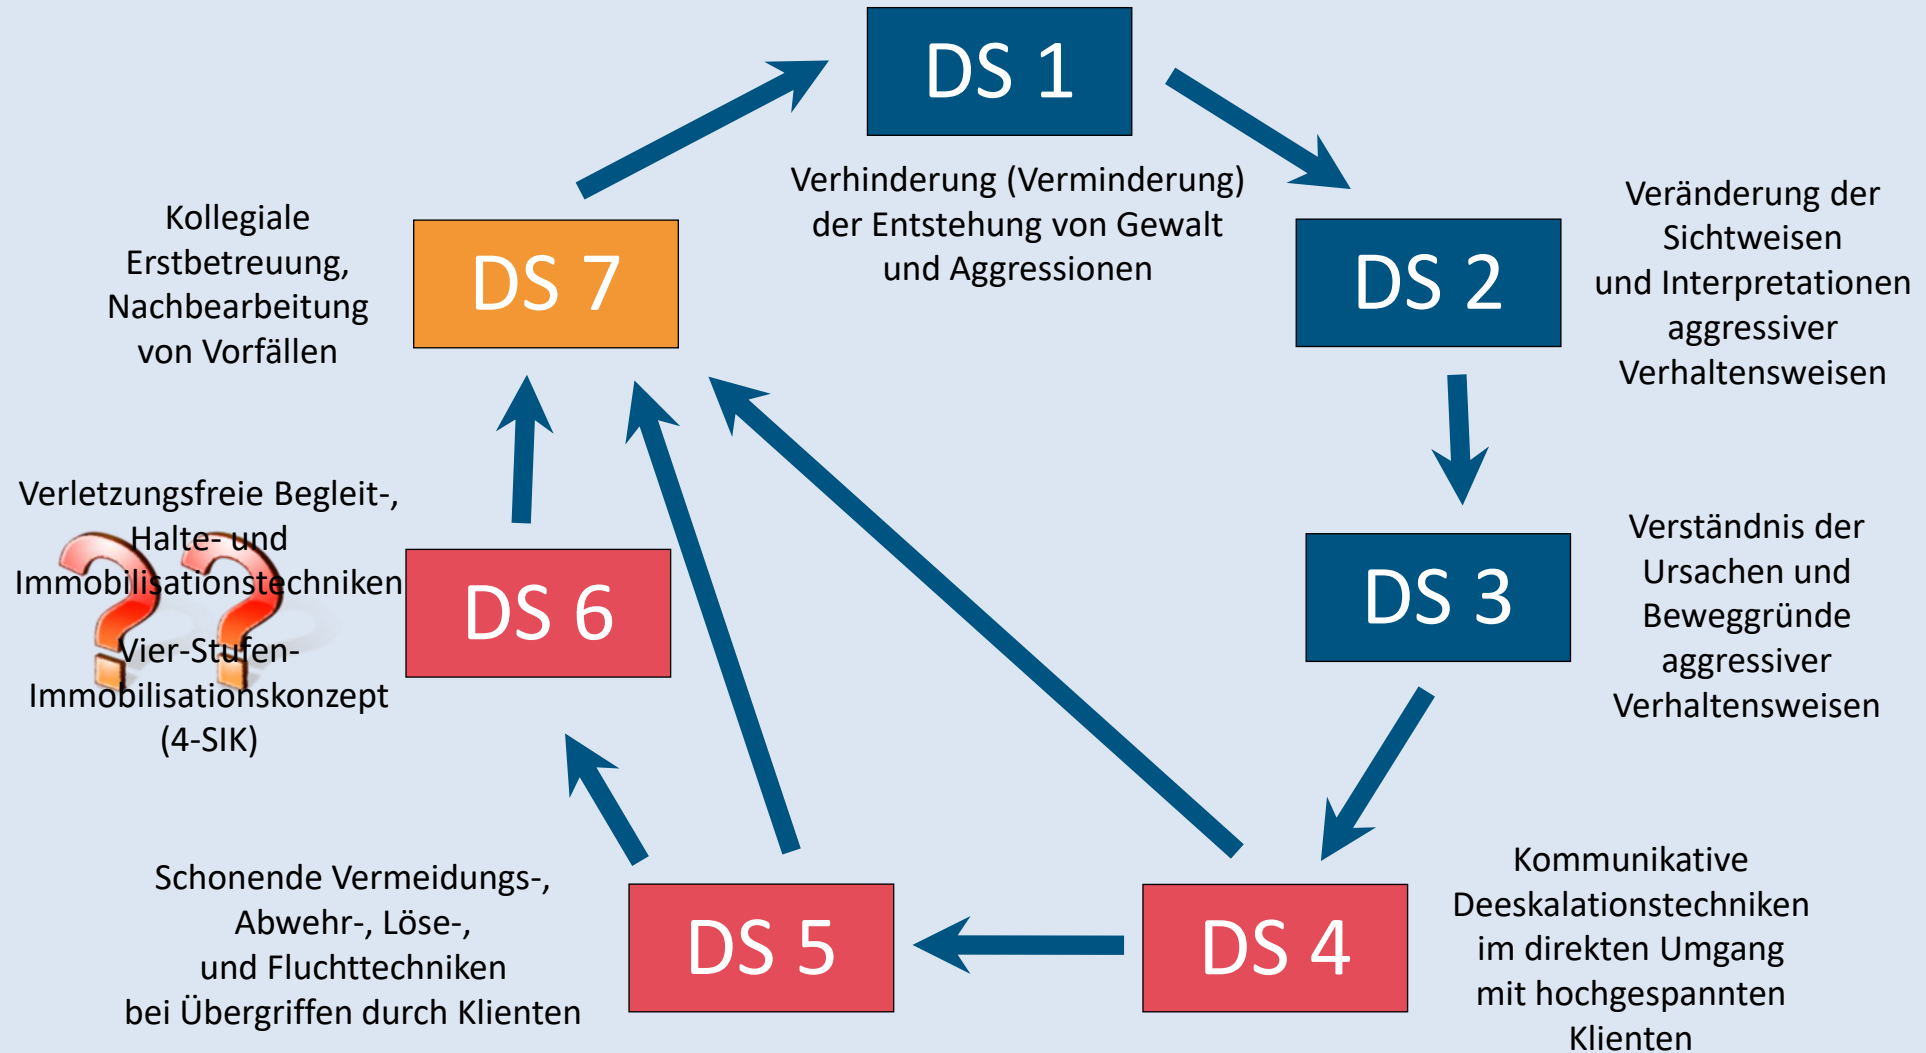 DS 1
Verhinderung (Verminderung)
der Entstehung von Gewalt
und Aggressionen
DS 2
Veränderung der
Sichtweisen
und Interpretationen
aggressiver
Verhaltensweisen
DS 3
Verständnis der
Ursachen und
Beweggründe
aggressiver
Verhaltensweisen
DS 4
Kommunikative
Deeskalationstechniken
im direkten Umgang
mit hochgespannten
Klienten
DS 5
Schonende Vermeidungs-,
Abwehr-, Löse-,
und Fluchttechniken
bei Übergriffen durch Klienten
DS 6
Verletzungsfreie Begleit-,
Halte- und
Immobilisationstechniken
Vier-Stufen-
Immobilisationskonzept
(4-SIK)
??
DS 7
Kollegiale
Erstbetreuung,
Nachbearbeitung
von Vorfällen